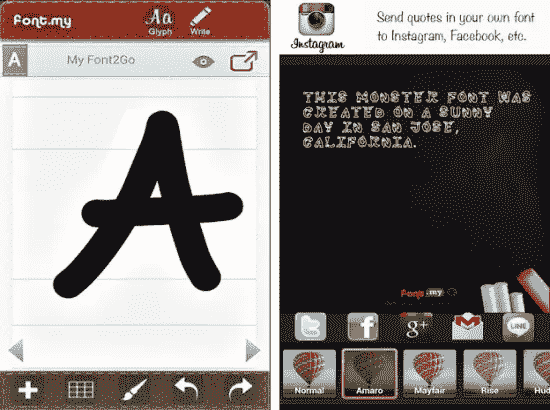 Font.my
Aa
Glyph
Write
A
My Font2Go
A
Instagram
Send quotes in your own font
to Instagram, Facebook, etc.
THIS MONSTER FONT WAS
CREATED ON A SUNNY
DAY IN SAN JOSE,
CALIFORNIA.
Font.my
g+
LINE
Normal
Amaro
Mayfair
Rise
Hud